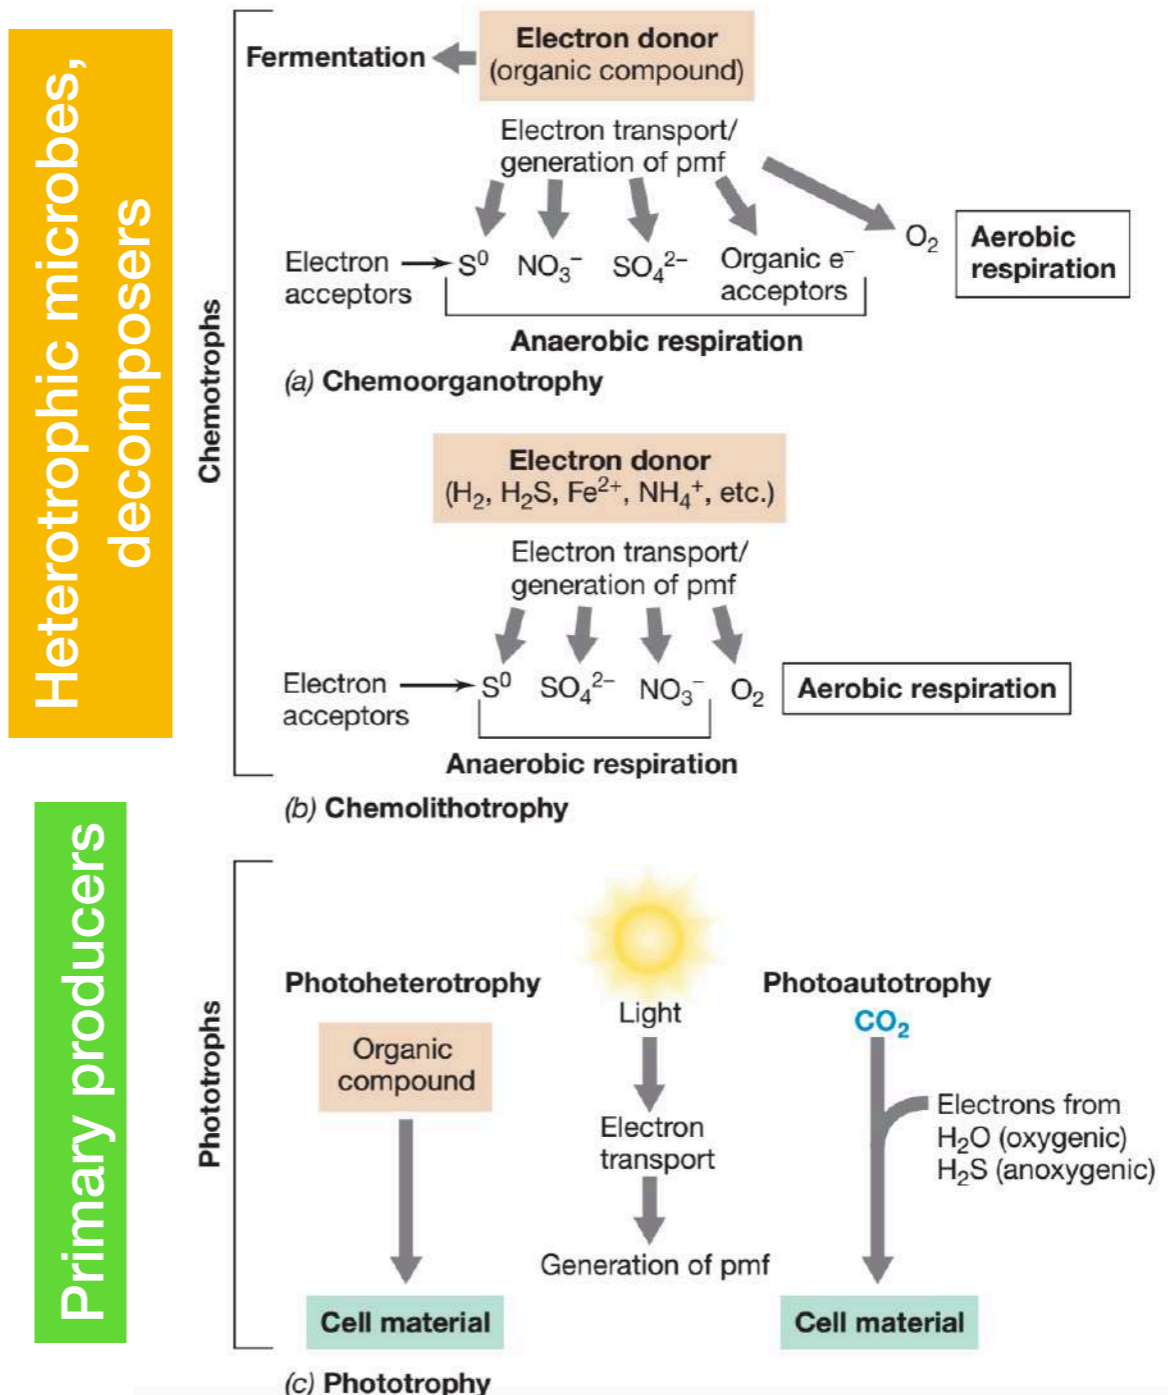 Heterotrophic microbes,
decomposers
Chemotrophs
Fermentation
Electron donor
(organic compound)
Electron transport/
generation of pmf
Electron
acceptors
S⁰ NO₃⁻ SO₄²⁻ Organic e⁻
acceptors
O₂
Aerobic
respiration
Anaerobic respiration
(a) Chemoorganotrophy
Electron donor
(H₂, H₂S, Fe²⁺, NH₄⁺, etc.)
Electron transport/
generation of pmf
Electron
acceptors
S⁰ SO₄²⁻ NO₃⁻ O₂
Aerobic respiration
Anaerobic respiration
(b) Chemolithotrophy
Primary producers
Phototrophs
Photoheterotrophy
Organic
compound
Cell material
Light
Electron
transport
Generation of pmf
Photoautotrophy
CO₂
Electrons from
H₂O (oxygenic)
H₂S (anoxygenic)
Cell material
(c) Phototrophy